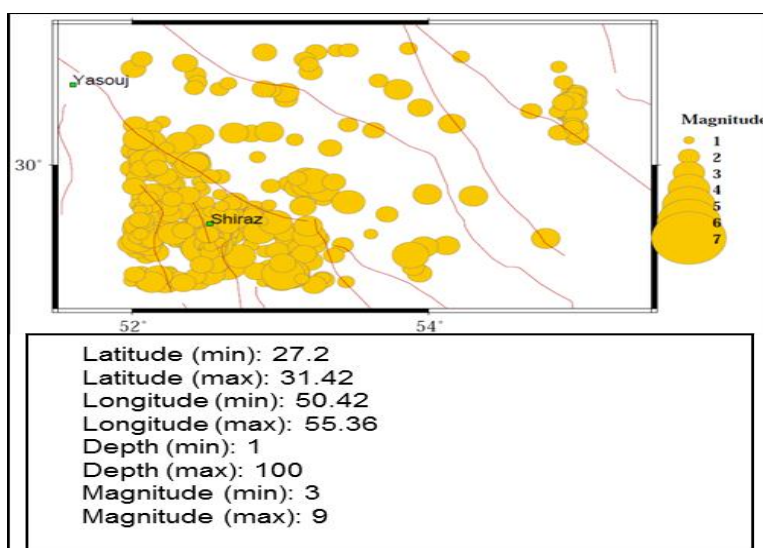 Yasouj
Magnitude
1
2
30°
3
4
Shiraz
5
6
7
52°
54°
Latitude (min): 27.2
Latitude (max): 31.42
Longitude (min): 50.42
Longitude (max): 55.36
Depth (min): 1
Depth (max): 100
Magnitude (min): 3
Magnitude (max): 9